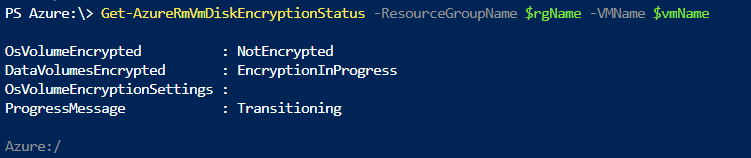 PS Azure:\> Get-AzureRmVmDiskEncryptionStatus -ResourceGroupName $rgName -VMName $vmName
OsVolumeEncrypted : NotEncrypted
DataVolumesEncrypted : EncryptionInProgress
OsVolumeEncryptionSettings :
ProgressMessage : Transitioning
Azure:/